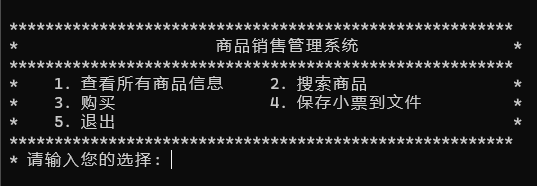 ********************************************************
*                      商品销售管理系统                 *
********************************************************
*    1. 查看所有商品信息     2. 搜索商品                *
*    3. 购买                 4. 保存小票到文件          *
*    5. 退出                                            *
********************************************************
* 请输入您的选择: